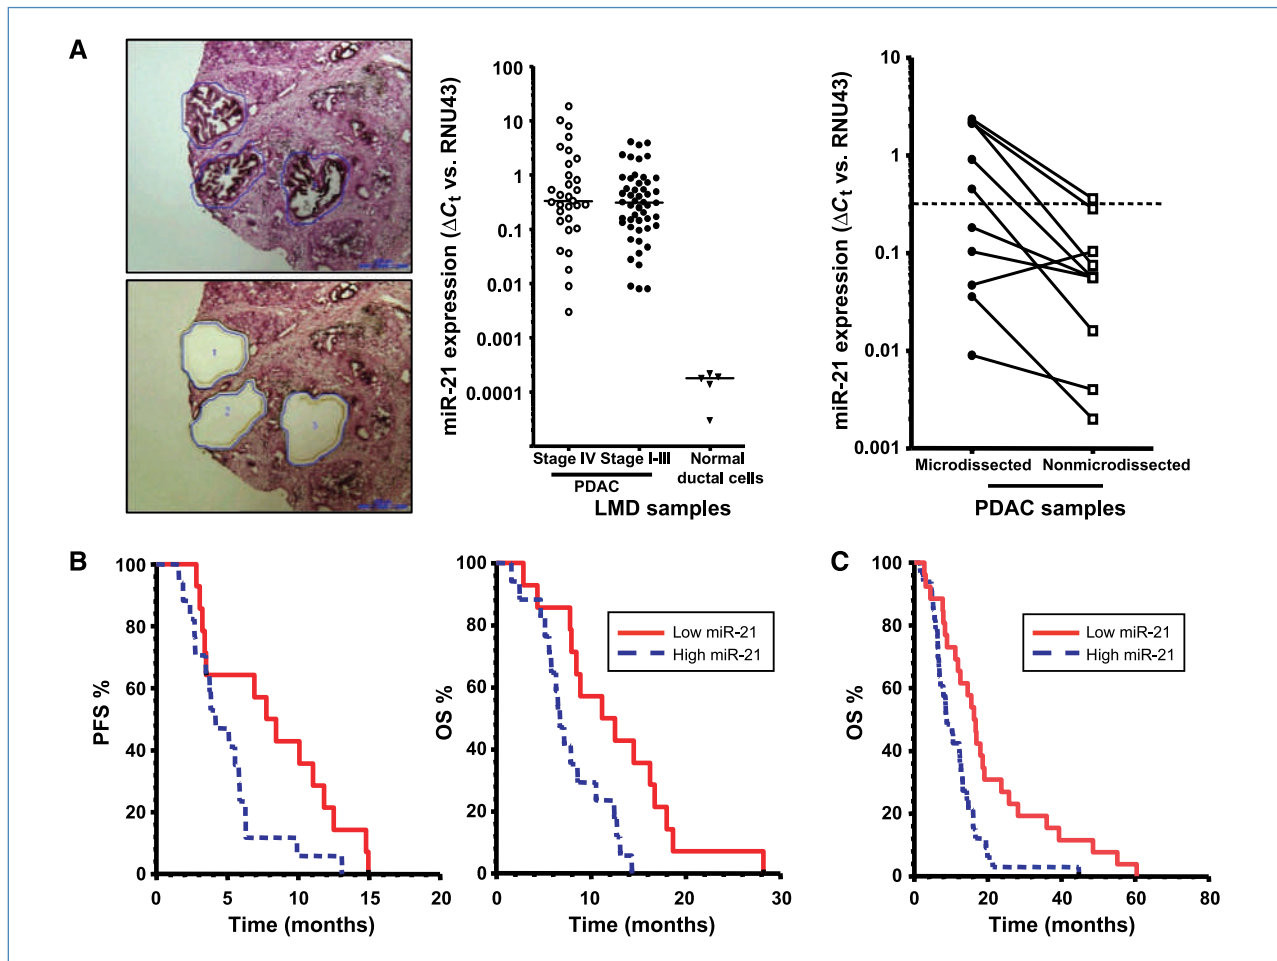 A
miR-21 expression (ΔCt vs. RNU43)
100
10
1
0.1
0.01
0.001
0.0001
Stage IV Stage I-III
PDAC
Normal
ductal cells
LMD samples
1
2
3
miR-21 expression (ΔCt vs. RNU43)
10
1
0.1
0.01
0.001
Microdissected Nonmicrodissected
PDAC samples
B
PFS %
100
80
60
40
20
0
0 5 10 15 20
Time (months)
OS %
100
80
60
40
20
0
Low miR-21
High miR-21
0 10 20 30
Time (months)
C
OS %
100
80
60
40
20
0
Low miR-21
High miR-21
0 20 40 60 80
Time (months)